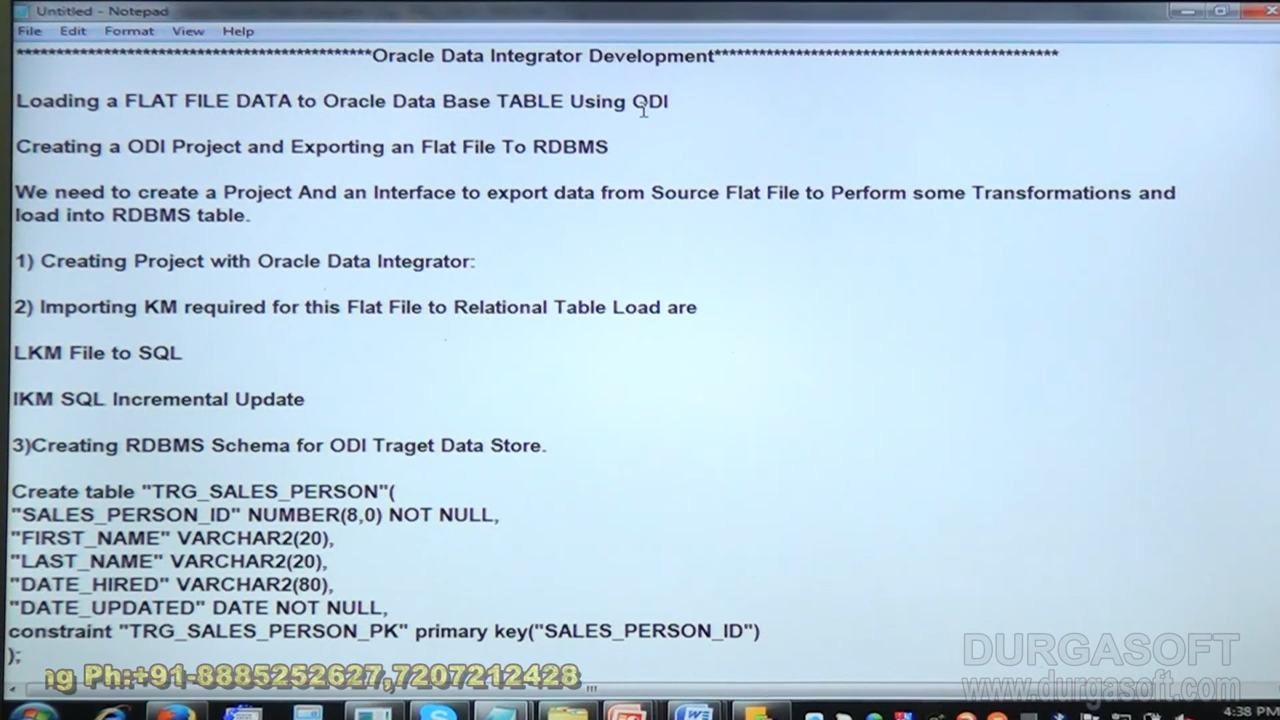 Untitled - Notepad
File Edit Format View Help
*******************************************Oracle Data Integrator Development******************************************
Loading a FLAT FILE DATA to Oracle Data Base TABLE Using ODI
Creating a ODI Project and Exporting an Flat File To RDBMS
We need to create a Project And an Interface to export data from Source Flat File to Perform some Transformations and
load into RDBMS table.
1) Creating Project with Oracle Data Integrator:
2) Importing KM required for this Flat File to Relational Table Load are
LKM File to SQL
IKM SQL Incremental Update
3)Creating RDBMS Schema for ODI Traget Data Store.
Create table "TRG_SALES_PERSON"(
"SALES_PERSON_ID" NUMBER(8,0) NOT NULL,
"FIRST_NAME" VARCHAR2(20),
"LAST_NAME" VARCHAR2(20),
"DATE_HIRED" VARCHAR2(80),
"DATE_UPDATED" DATE NOT NULL,
constraint "TRG_SALES_PERSON_PK" primary key("SALES_PERSON_ID")
);
ng Ph:+91-8885252627,7207212428
DURGASOFT
www.durgasoft.com
4:38 PM